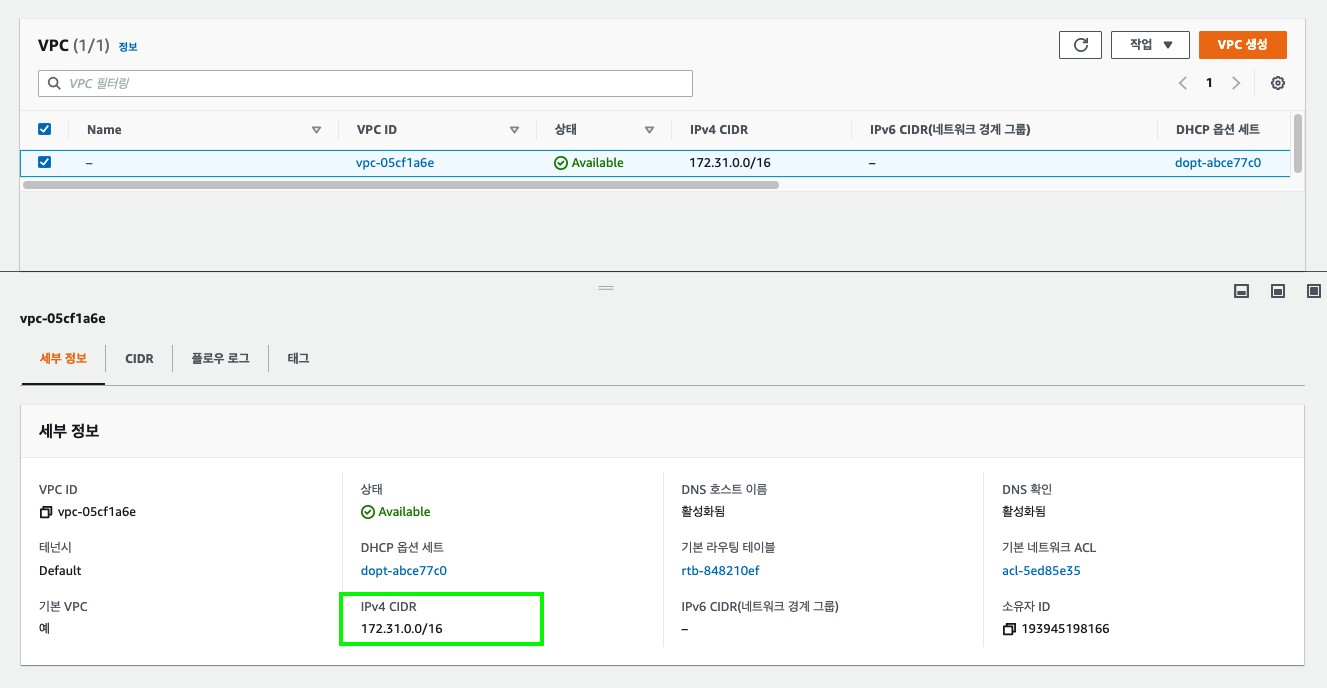 VPC (1/1) 정보
작업 ▼ VPC 생성
VPC 필터링
1
Name VPC ID 상태 IPv4 CIDR IPv6 CIDR(네트워크 경계 그룹) DHCP 옵션 세트
– vpc-05cf1a6e Available 172.31.0.0/16 – dopt-abce77c0
vpc-05cf1a6e
세부 정보 CIDR 플로우 로그 태그
세부 정보
VPC ID 상태 DNS 호스트 이름 DNS 확인
vpc-05cf1a6e Available 활성화됨 활성화됨
테넌시 DHCP 옵션 세트 기본 라우팅 테이블 기본 네트워크 ACL
Default dopt-abce77c0 rtb-848210ef acl-5ed85e35
기본 VPC IPv4 CIDR IPv6 CIDR(네트워크 경계 그룹) 소유자 ID
예 172.31.0.0/16 – 193945198166